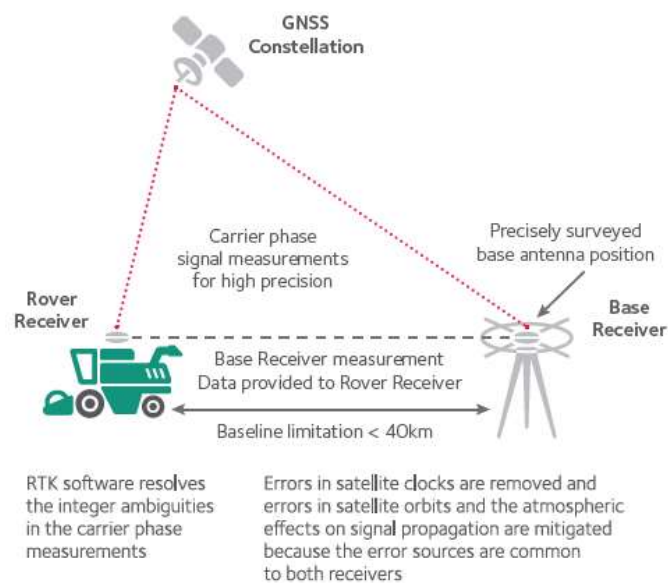 GNSS
Constellation
Carrier phase
signal measurements
for high precision
Precisely surveyed
base antenna position
Rover
Receiver
Base
Receiver
Base Receiver measurement
Data provided to Rover Receiver
Baseline limitation < 40km
RTK software resolves
the integer ambiguities
in the carrier phase
measurements
Errors in satellite clocks are removed and
errors in satellite orbits and the atmospheric
effects on signal propagation are mitigated
because the error sources are common
to both receivers